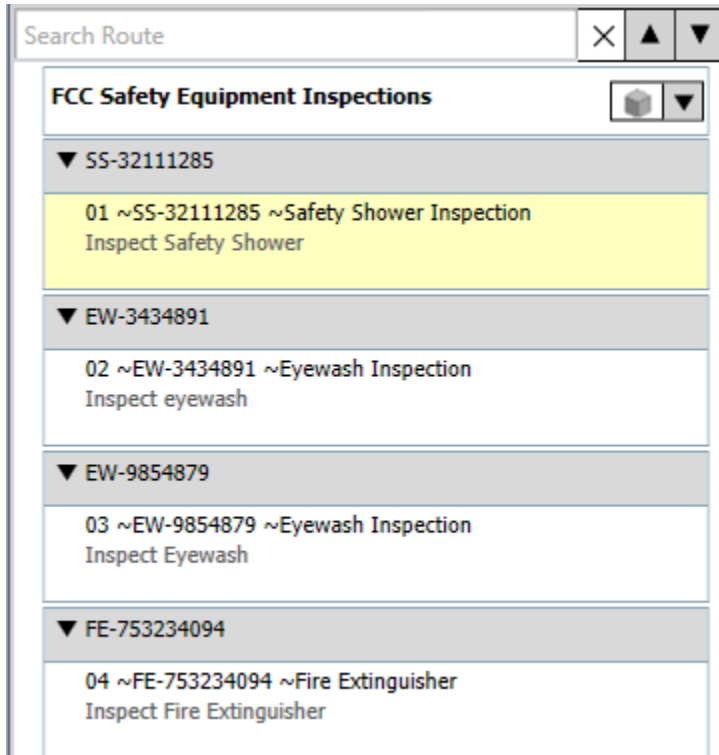 Search Route
FCC Safety Equipment Inspections
SS-32111285
01 ~SS-32111285 ~Safety Shower Inspection
Inspect Safety Shower
EW-3434891
02 ~EW-3434891 ~Eyewash Inspection
Inspect eyewash
EW-9854879
03 ~EW-9854879 ~Eyewash Inspection
Inspect Eyewash
FE-753234094
04 ~FE-753234094 ~Fire Extinguisher
Inspect Fire Extinguisher